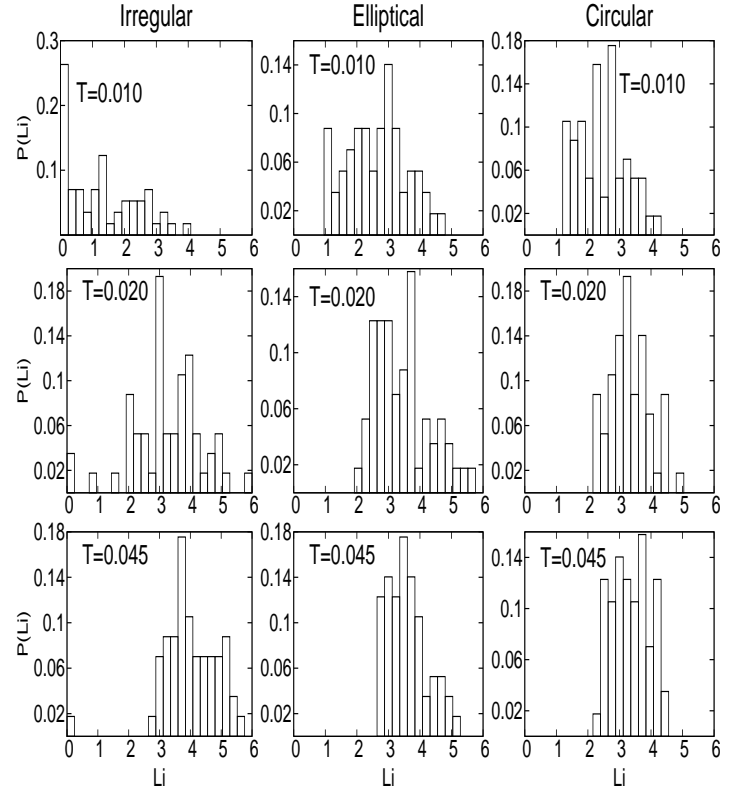 Irregular Elliptical Circular
0.3 0.14 0.18
T=0.010 T=0.010 T=0.010
0.2 0.1 0.14
P(Li) 0.1
0.1 0.06 0.06
0.02 0.02
0 1 2 3 4 5 6 0 1 2 3 4 5 6 0 1 2 3 4 5 6
0.18 T=0.020 0.14 T=0.020 0.18 T=0.020
0.14 0.1 0.14
P(Li) 0.1 0.1
0.06 0.06 0.06
0.02 0.02 0.02
0 1 2 3 4 5 6 0 1 2 3 4 5 6 0 1 2 3 4 5 6
0.18 T=0.045 0.18 T=0.045 T=0.045
0.14 0.14 0.14
P(Li) 0.1 0.1 0.1
0.06 0.06 0.06
0.02 0.02 0.02
0 1 2 3 4 5 6 0 1 2 3 4 5 6 0 1 2 3 4 5 6
Li Li Li